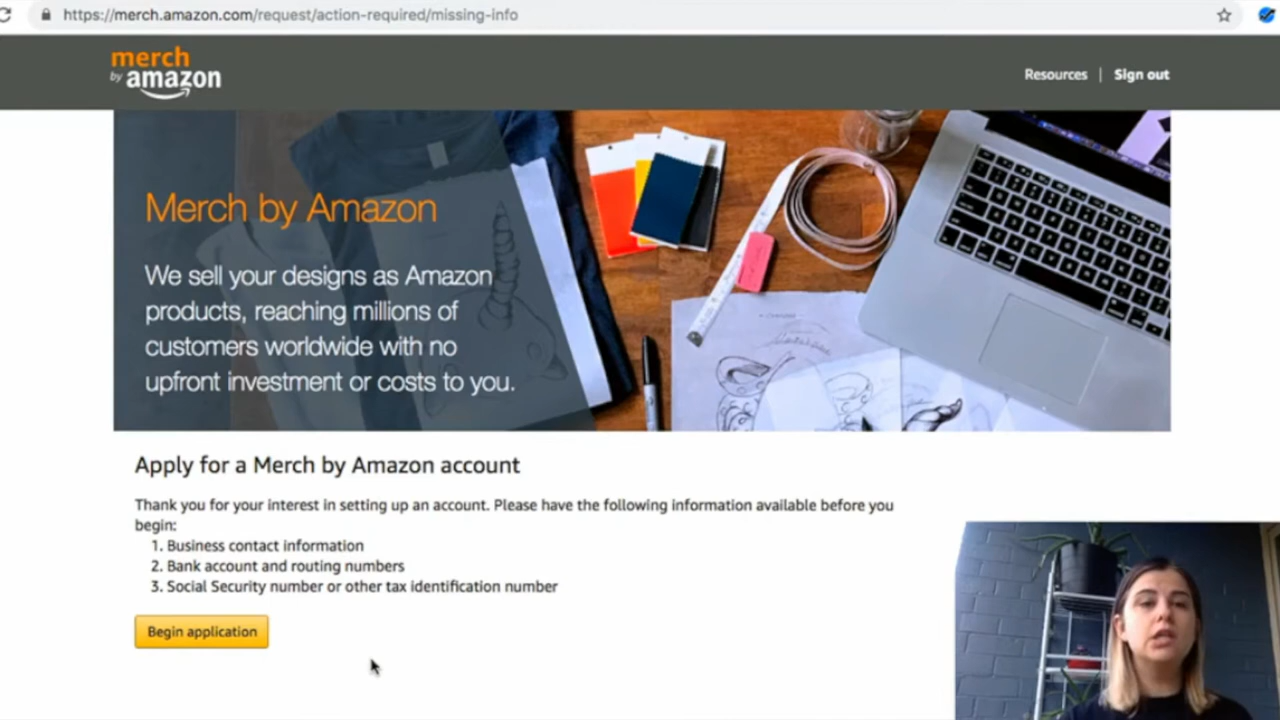 https://merch.amazon.com/request/action-required/missing-info
merch
by amazon
Resources | Sign out
Merch by Amazon
We sell your designs as Amazon
products, reaching millions of
customers worldwide with no
upfront investment or costs to you.
Apply for a Merch by Amazon account
Thank you for your interest in setting up an account. Please have the following information available before you
begin:
1. Business contact information
2. Bank account and routing numbers
3. Social Security number or other tax identification number
Begin application